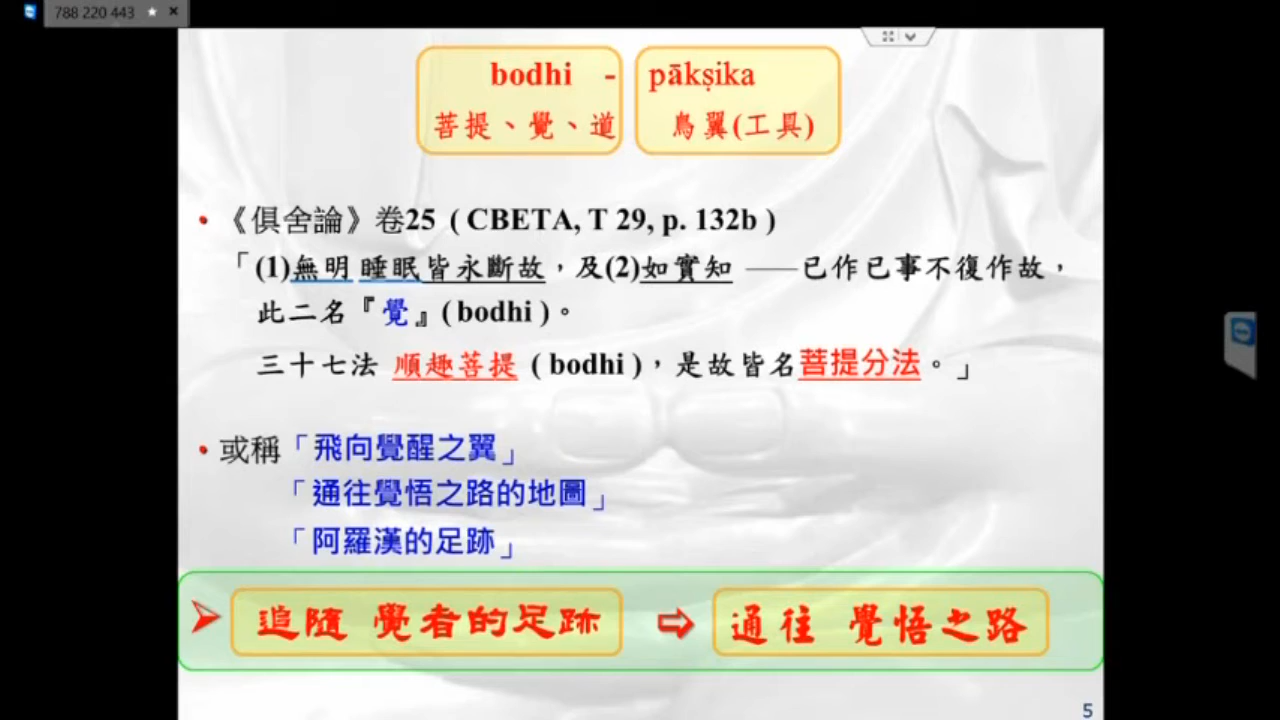 788 220 443
bodhi - pākṣika
菩提、覺、道 鳥翼(工具)
•《俱舍論》卷25 ( CBETA, T 29, p. 132b )
「(1)無明 睡眠皆永斷故,及(2)如實知 ——已作已事不復作故,
此二名『覺』( bodhi )。
三十七法 順趣菩提 ( bodhi ),是故皆名菩提分法。」
•或稱「飛向覺醒之翼」
「通往覺悟之路的地圖」
「阿羅漢的足跡」
➢ 追隨 覺者的足跡 ⇨ 通往 覺悟之路
5